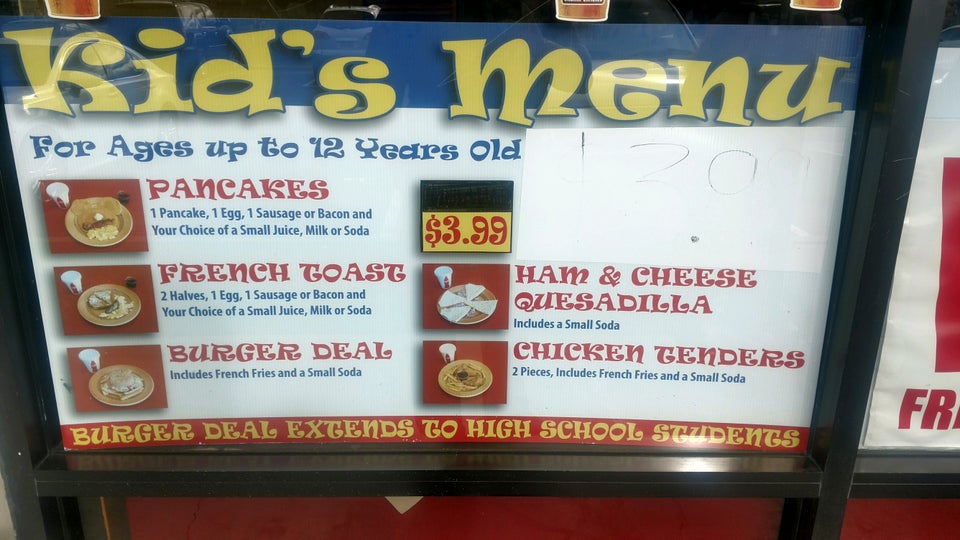 Kid's Menu
For Ages up to 12 Years Old
PANCAKES
1 Pancake, 1 Egg, 1 Sausage or Bacon and
Your Choice of a Small Juice, Milk or Soda
$3.99
FRENCH TOAST
2 Halves, 1 Egg, 1 Sausage or Bacon and
Your Choice of a Small Juice, Milk or Soda
HAM & CHEESE
QUESADILLA
Includes a Small Soda
BURGER DEAL
Includes French Fries and a Small Soda
CHICKEN TENDERS
2 Pieces, Includes French Fries and a Small Soda
BURGER DEAL EXTENDS TO HIGH SCHOOL STUDENTS